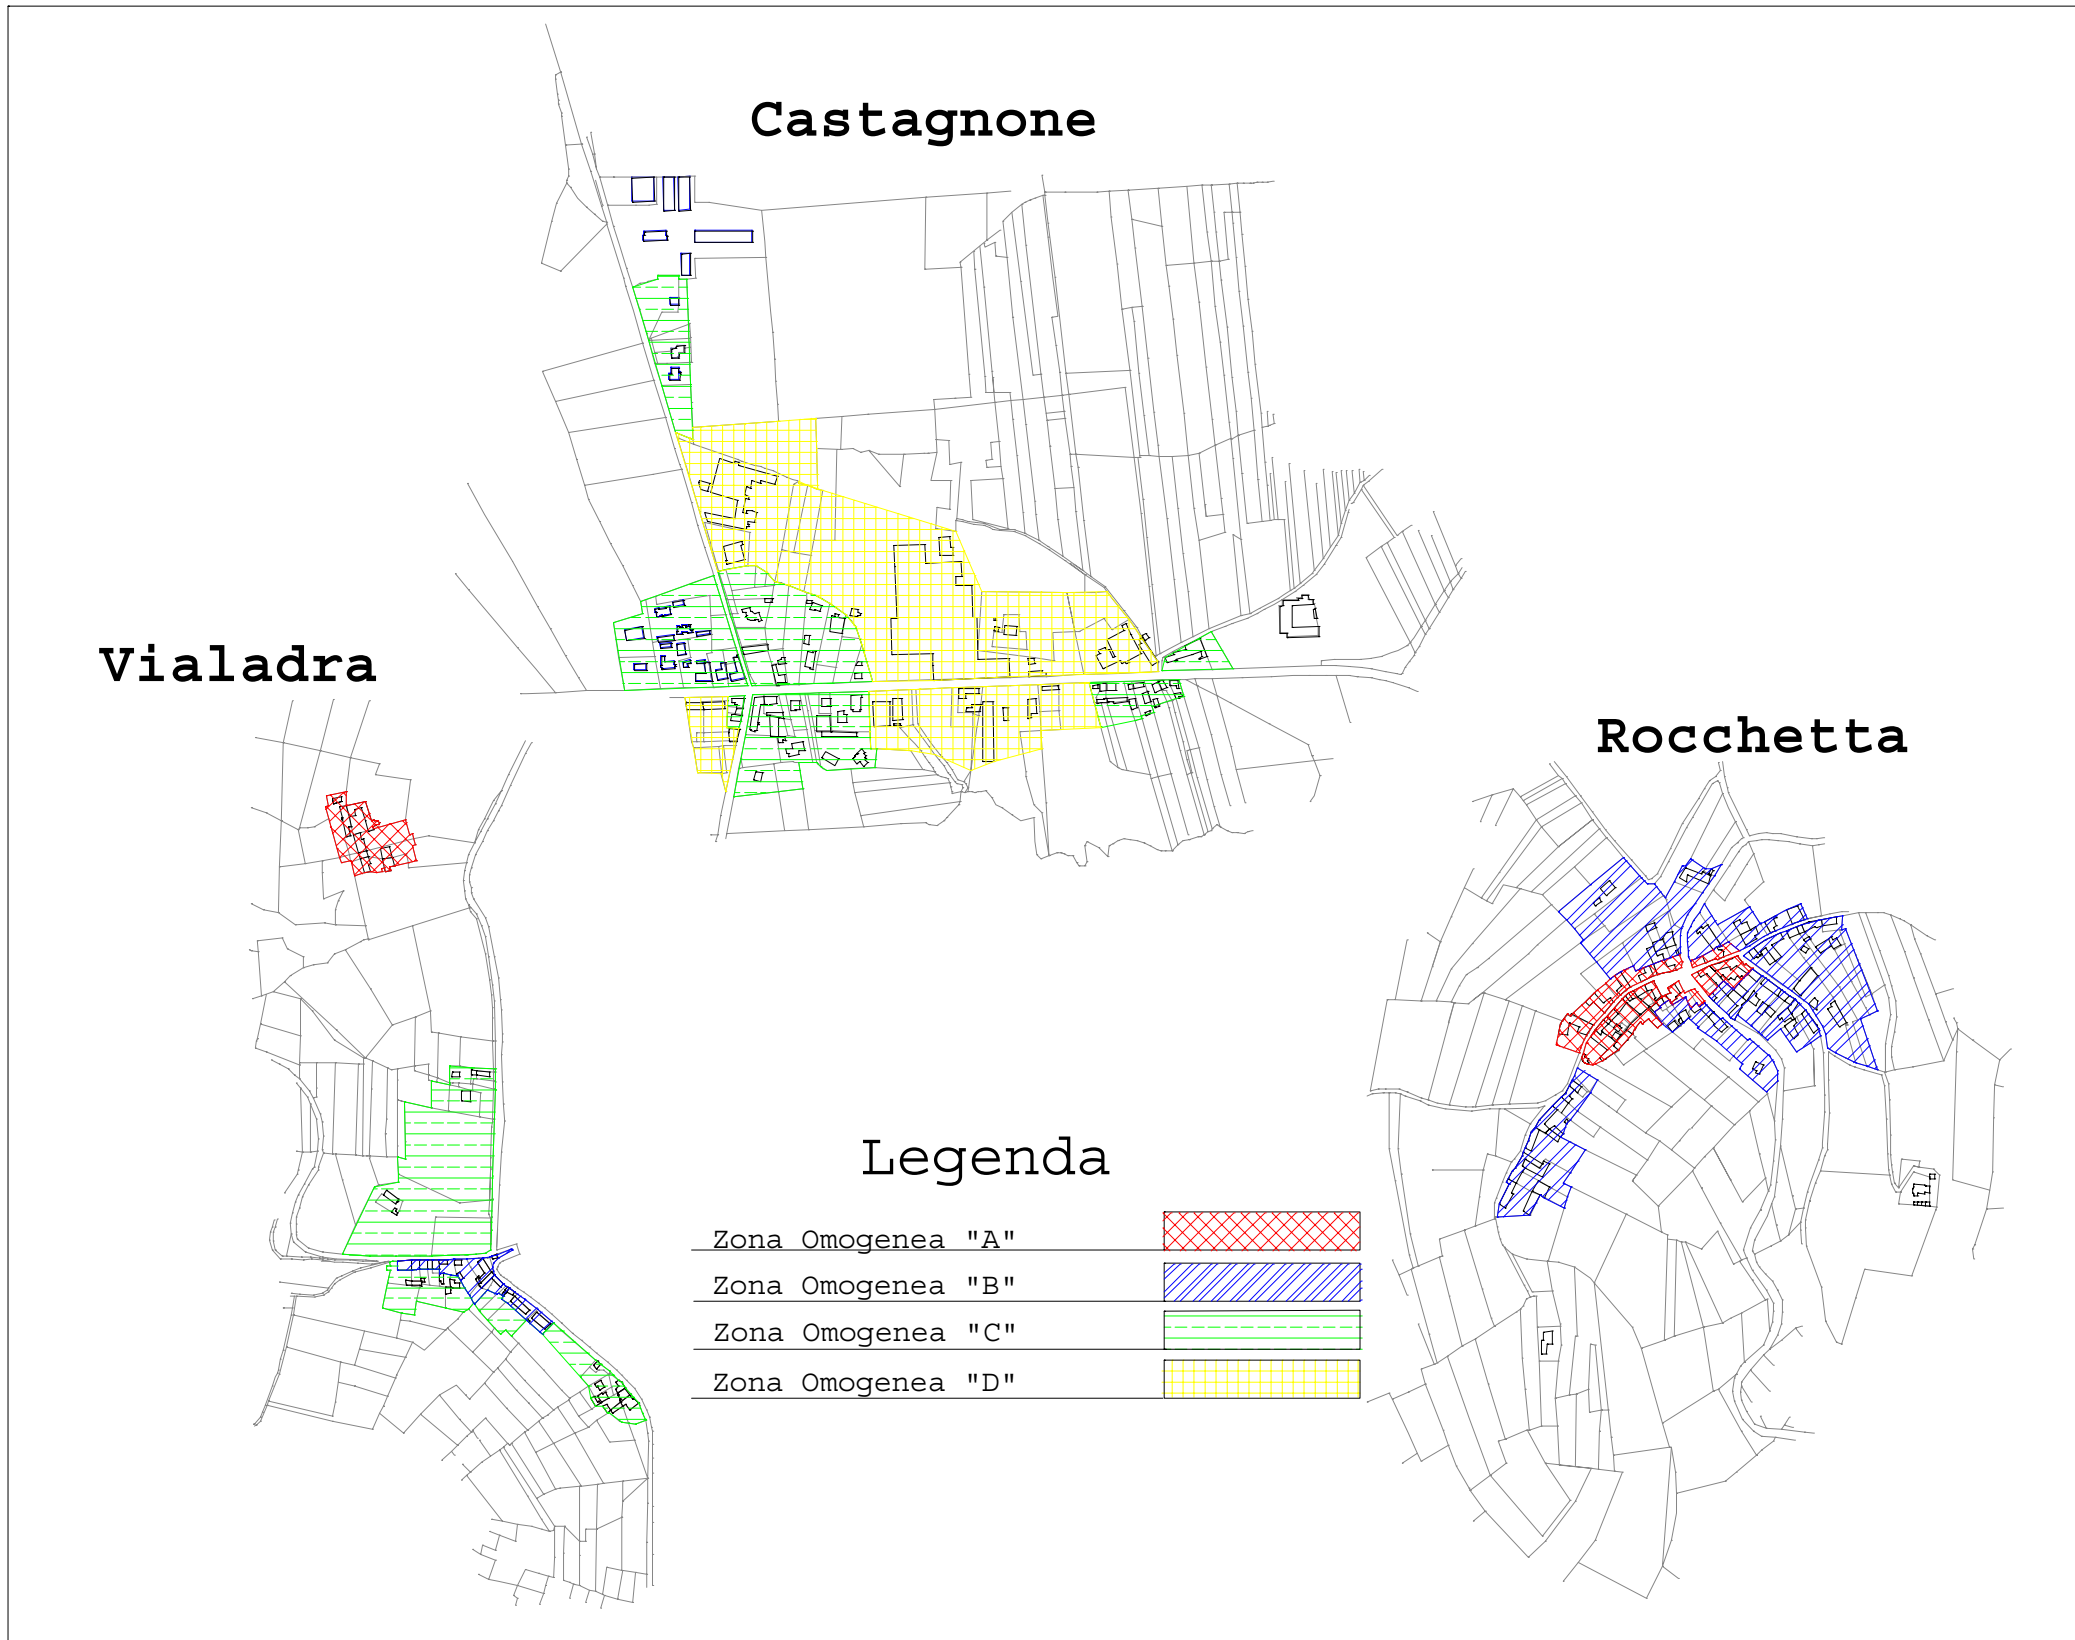 Castagnone
Vialadra
Rocchetta
Legenda
Zona Omogenea "A"
Zona Omogenea "B"
Zona Omogenea "C"
Zona Omogenea "D"